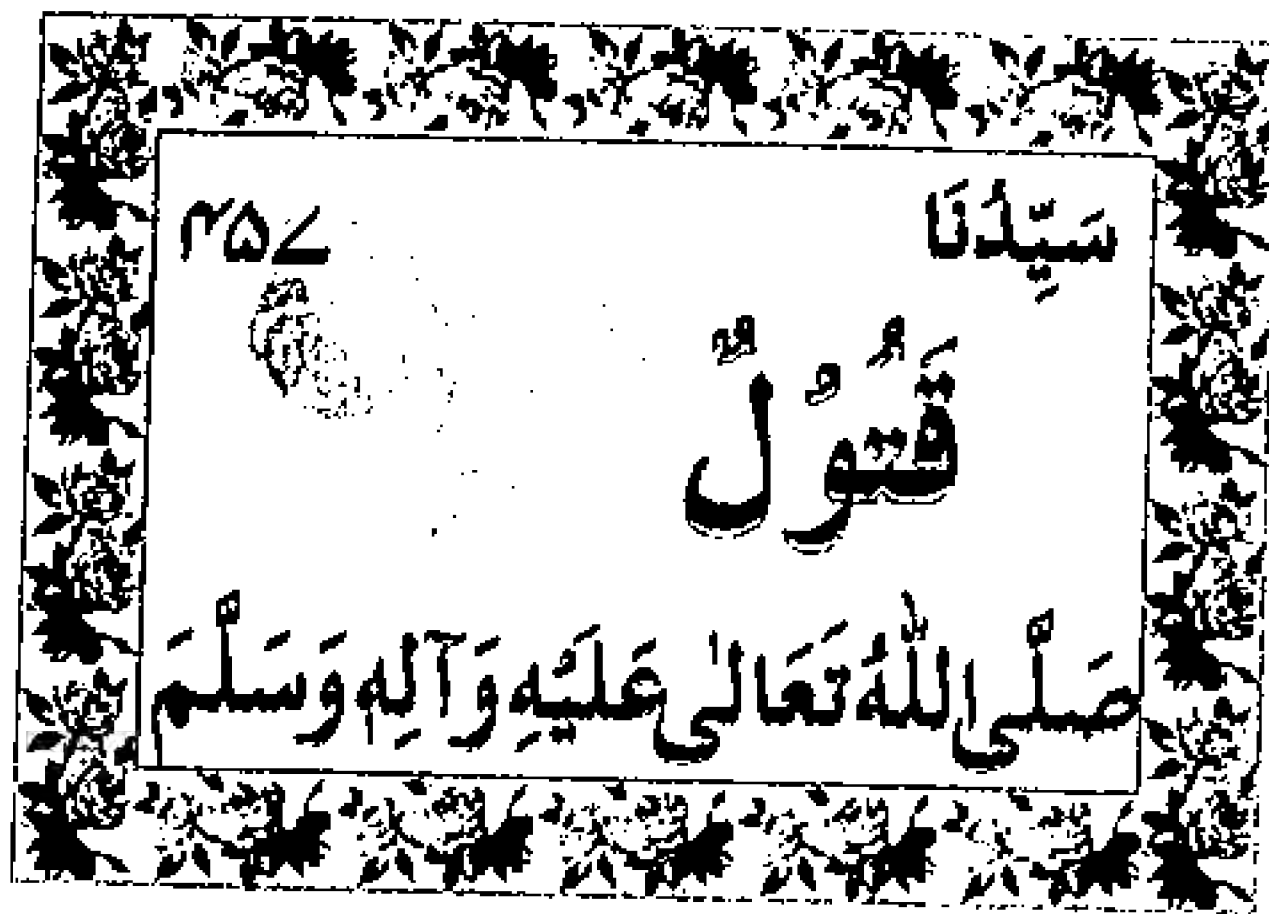 سَیِّدُنَا ۴۵۷
قَتُوْلٌ
صَلَّی اللّٰهُ تَعَالٰی عَلَیْهِ وَآلِهٖ وَسَلَّمَ